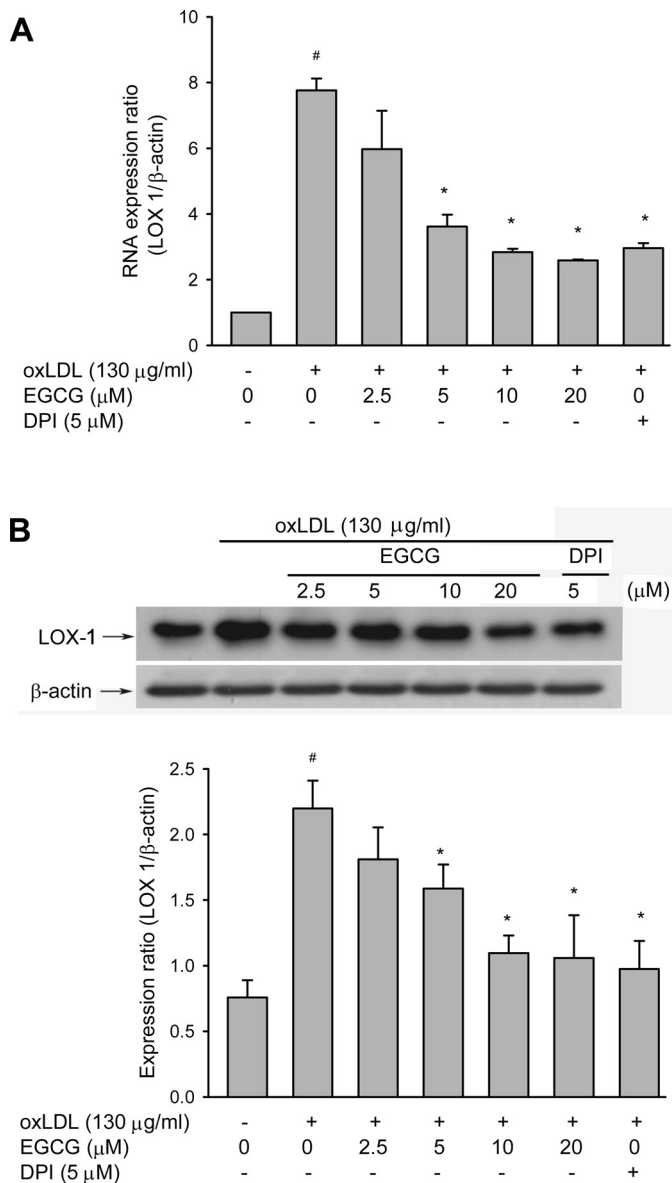 A
RNA expression ratio
(LOX 1/β-actin)
10
8
6
4
2
0
#
*
*
*
*
oxLDL (130 μg/ml) - + + + + + +
EGCG (μM) 0 0 2.5 5 10 20 0
DPI (5 μM) - - - - - - +
B
oxLDL (130 μg/ml)
EGCG DPI
2.5 5 10 20 5 (μM)
LOX-1
β-actin
Expression ratio (LOX 1/β-actin)
2.5
2.0
1.5
1.0
0.5
0.0
#
*
*
*
*
oxLDL (130 μg/ml) - + + + + + +
EGCG (μM) 0 0 2.5 5 10 20 0
DPI (5 μM) - - - - - - +